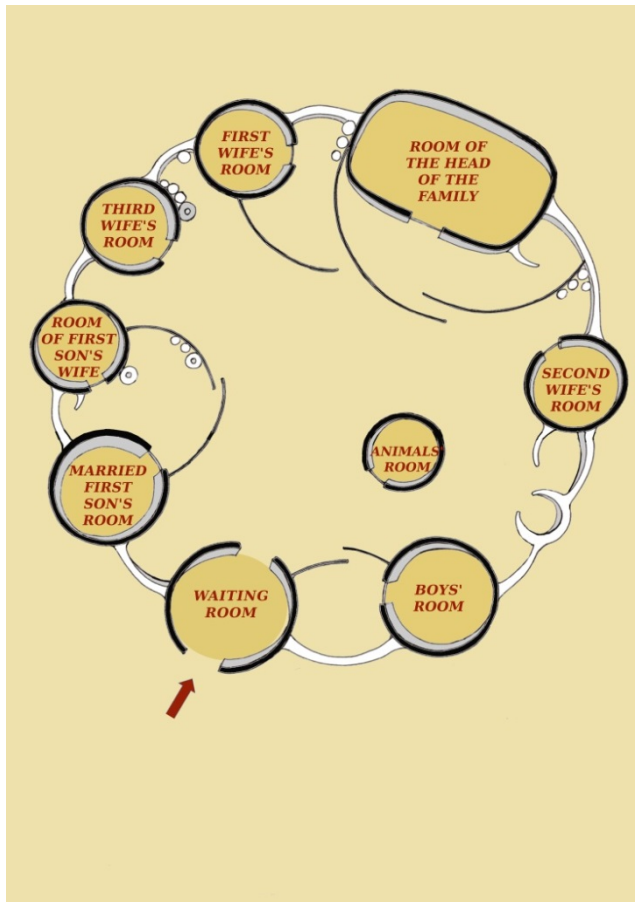 FIRST
WIFE'S
ROOM
ROOM OF
THE HEAD
OF THE
FAMILY
THIRD
WIFE'S
ROOM
ROOM
OF FIRST
SON'S
WIFE
SECOND
WIFE'S
ROOM
ANIMALS'
ROOM
MARRIED
FIRST
SON'S
ROOM
WAITING
ROOM
BOYS'
ROOM